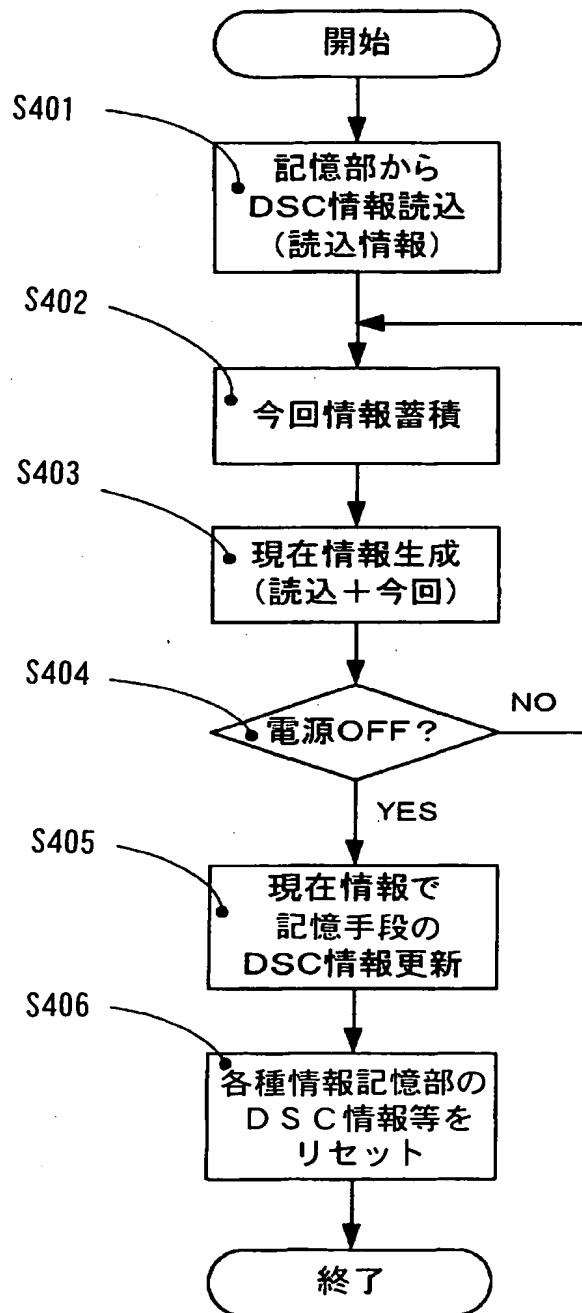 開始
S401
記憶部から
DSC情報読込
(読込情報)
S402
今回情報蓄積
S403
現在情報生成
(読込+今回)
S404
電源OFF?
NO
YES
S405
現在情報で
記憶手段の
DSC情報更新
S406
各種情報記憶部の
DSC情報等を
リセット
終了